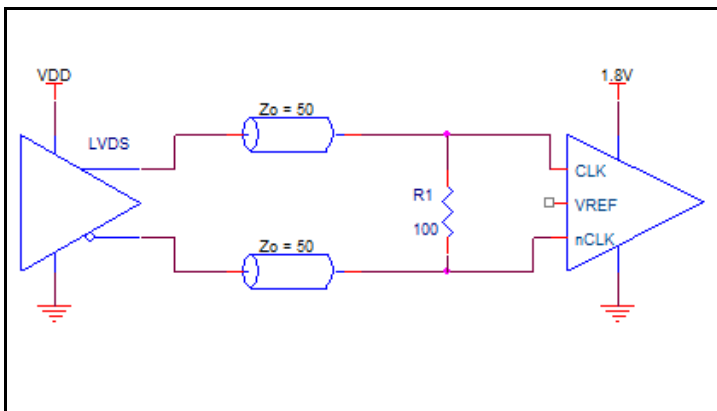 VDD
1.8V
Zo = 50
LVDS
CLK
R1
VREF
100
nCLK
Zo = 50